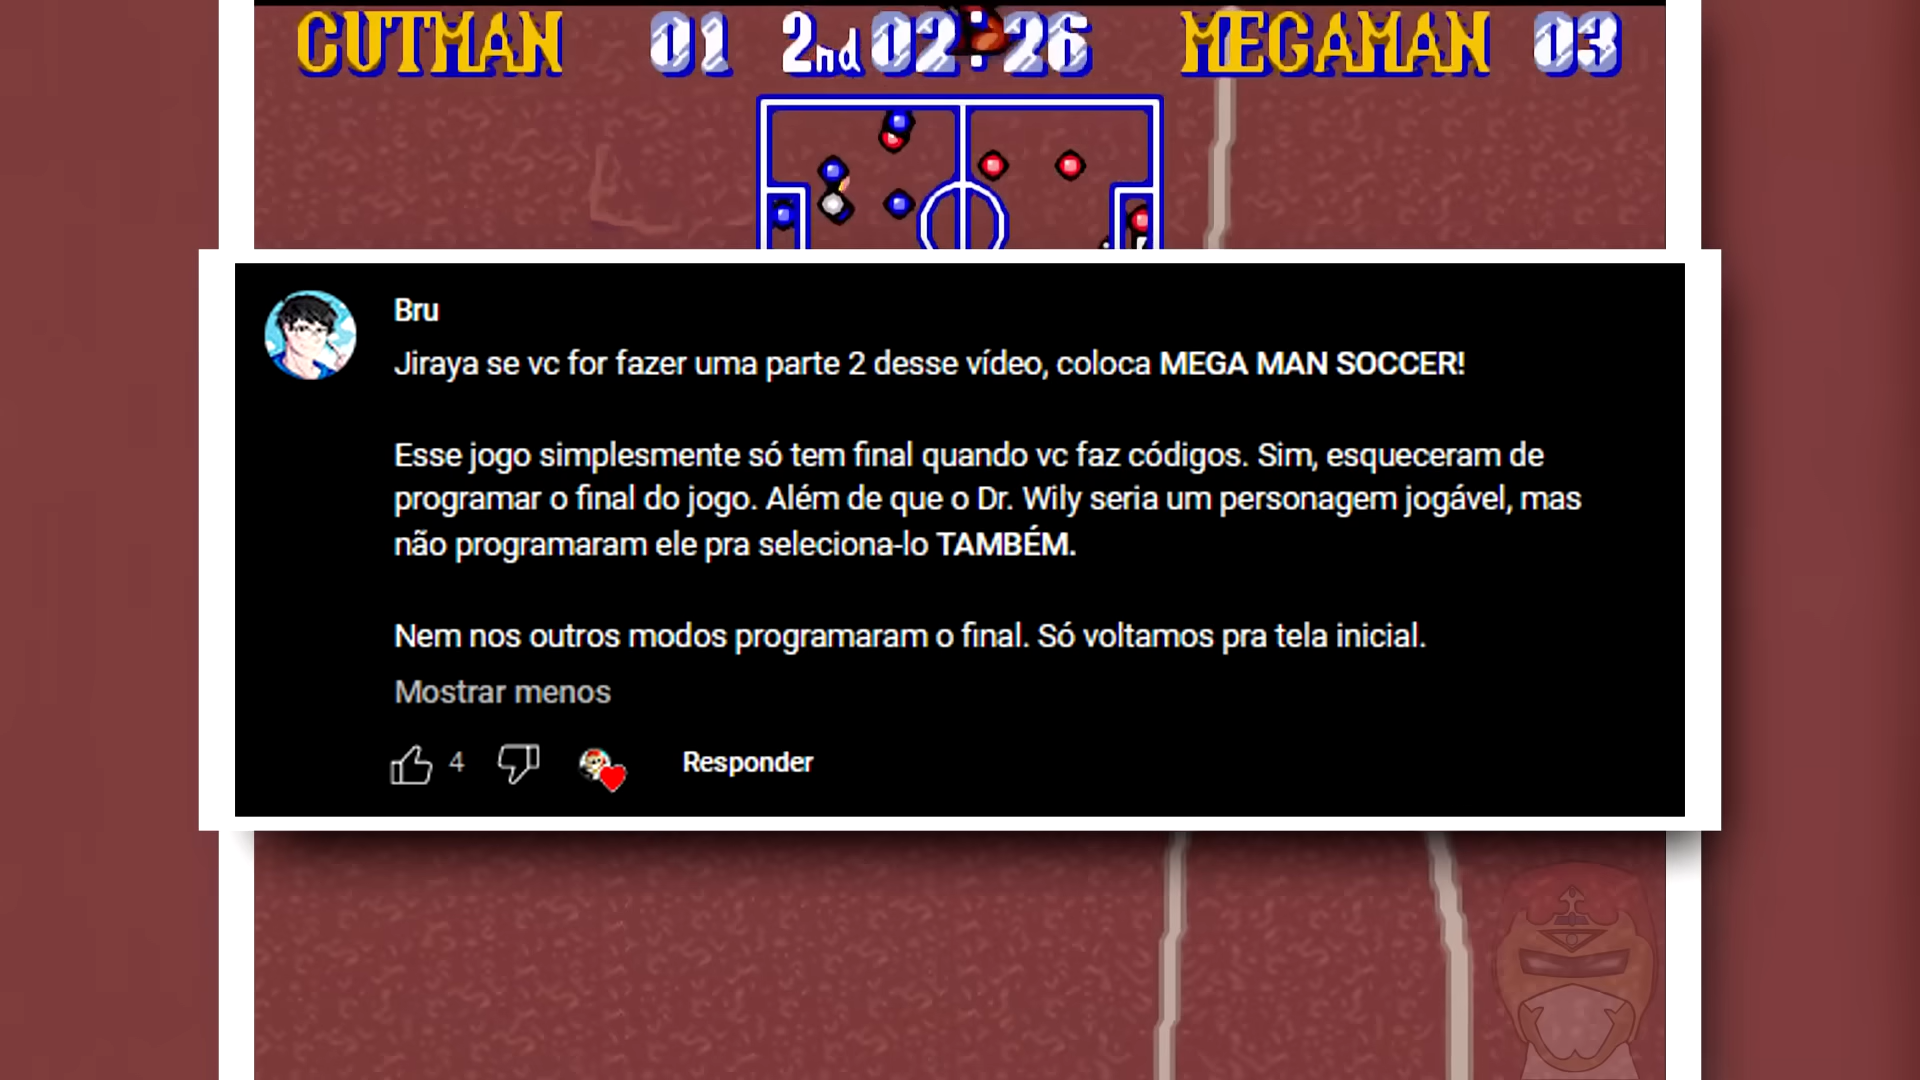 CUTMAN 01 2nd 02:26 MEGAMAN 03
Bru
Jiraya se vc for fazer uma parte 2 desse vídeo, coloca MEGA MAN SOCCER!
Esse jogo simplesmente só tem final quando vc faz códigos. Sim, esqueceram de
programar o final do jogo. Além de que o Dr. Wily seria um personagem jogável, mas
não programaram ele pra seleciona-lo TAMBÉM.
Nem nos outros modos programaram o final. Só voltamos pra tela inicial.
Mostrar menos
4 Responder